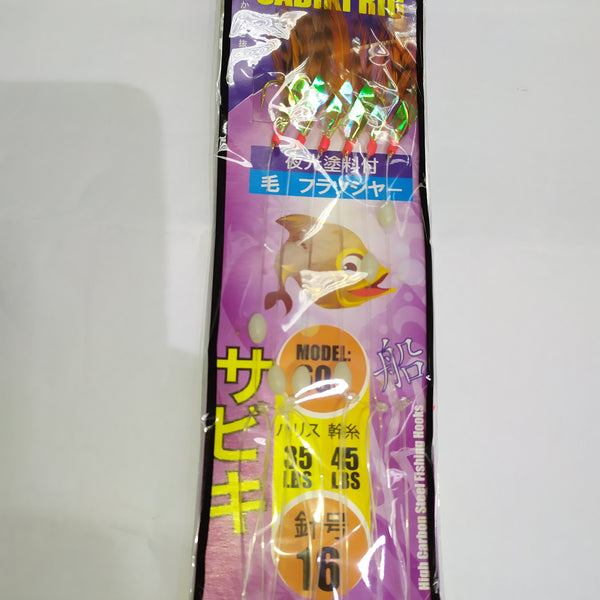 SABIKI RIG
夜光塗料付
毛 フラッシャー
MODEL:
船
サビキ
ハリス 幹糸
35 45
LBS LBS
針号
16
High Carbon Steel Fishing Hooks